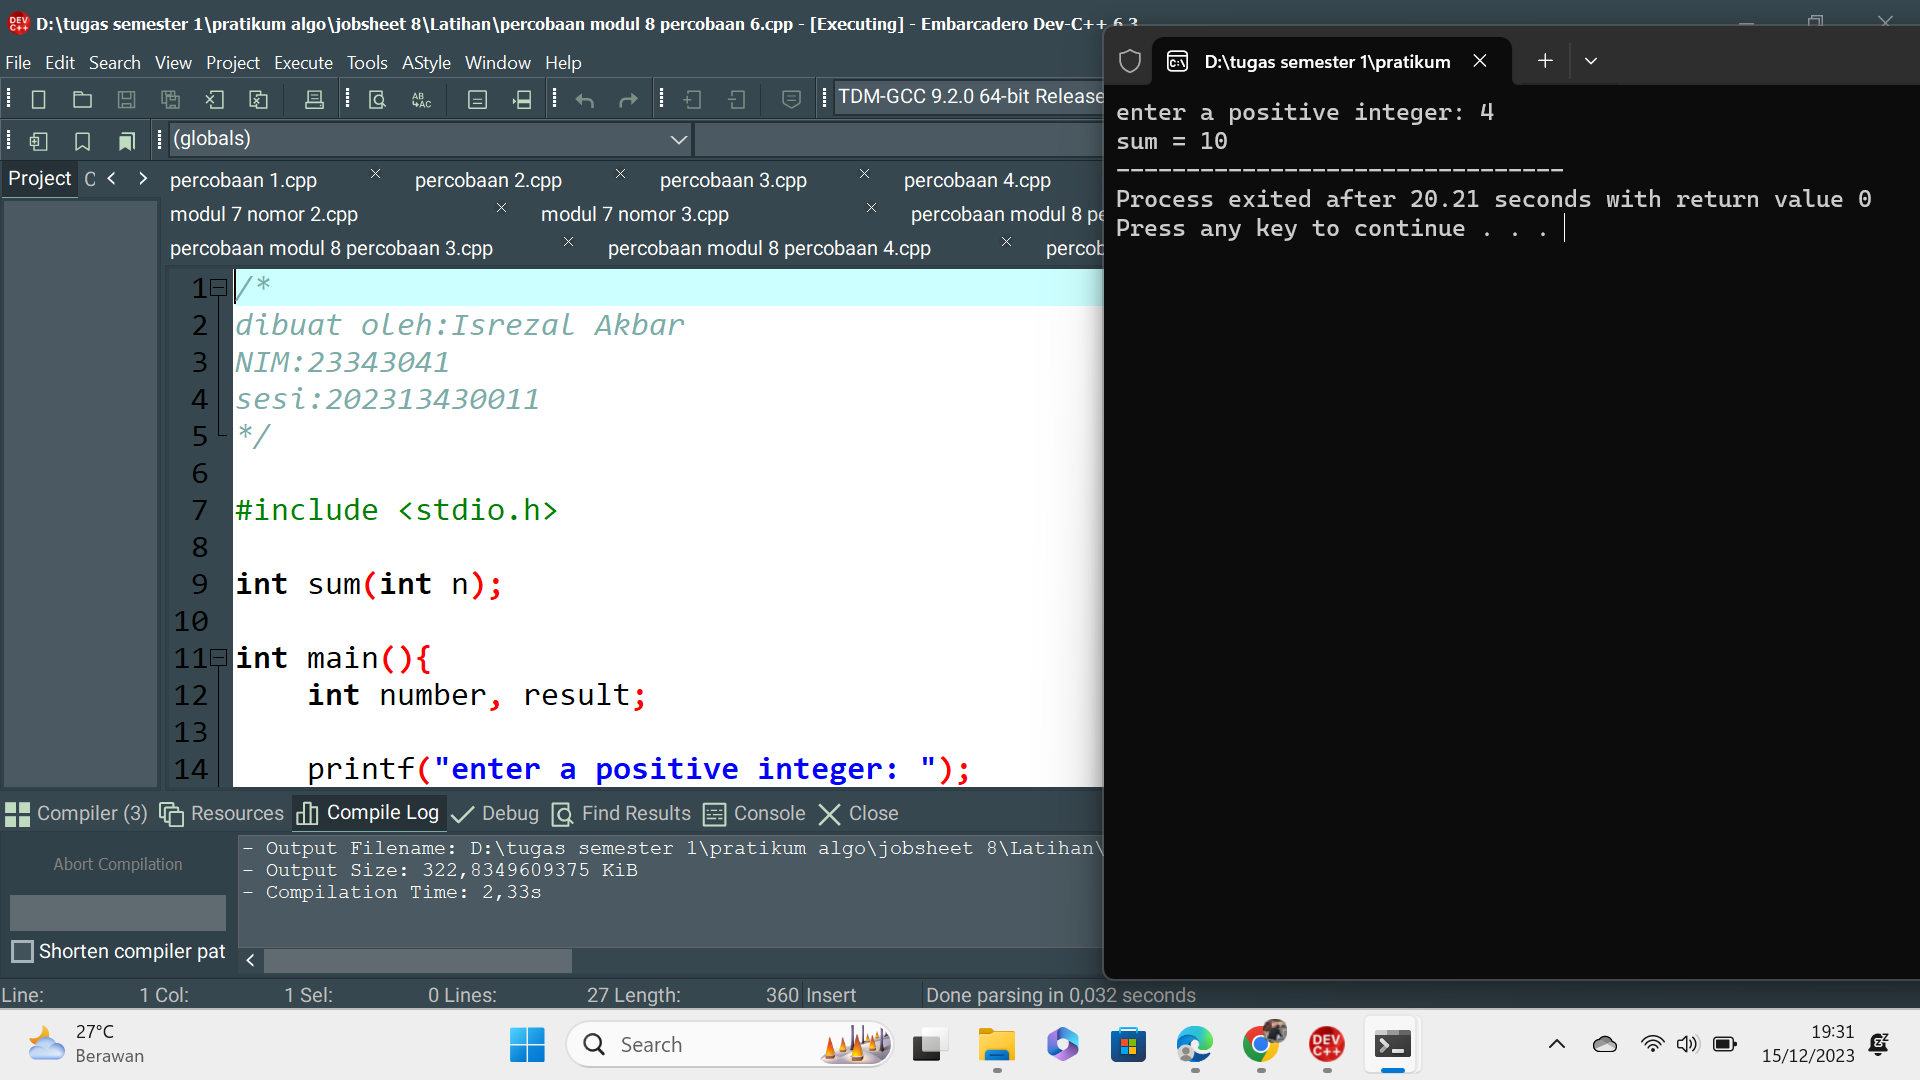 D:\tugas semester 1\pratikum algo\jobsheet 8\Latihan\percobaan modul 8 percobaan 6.cpp - [Executing] - Embarcadero Dev-C++ 6.3
File Edit Search View Project Execute Tools AStyle Window Help
TDM-GCC 9.2.0 64-bit Release
(globals)
Project
percobaan 1.cpp percobaan 2.cpp percobaan 3.cpp percobaan 4.cpp
modul 7 nomor 2.cpp modul 7 nomor 3.cpp percobaan modul 8 pe
percobaan modul 8 percobaan 3.cpp percobaan modul 8 percobaan 4.cpp percob
1 /*
2 dibuat oleh:Isrezal Akbar
3 NIM:23343041
4 sesi:202313430011
5 */
6
7 #include <stdio.h>
8
9 int sum(int n);
10
11 int main(){
12 int number, result;
13
14 printf("enter a positive integer: ");
D:\tugas semester 1\pratikum
enter a positive integer: 4
sum = 10
--------------------------------
Process exited after 20.21 seconds with return value 0
Press any key to continue . . .
Compiler (3) Resources Compile Log Debug Find Results Console Close
Abort Compilation
Shorten compiler pat
- Output Filename: D:\tugas semester 1\pratikum algo\jobsheet 8\Latihan\
- Output Size: 322,8349609375 KiB
- Compilation Time: 2,33s
Line: 1 Col: 1 Sel: 0 Lines: 27 Length: 360 Insert Done parsing in 0,032 seconds
27°C
Berawan
Search
DEV C++
19:31
15/12/2023